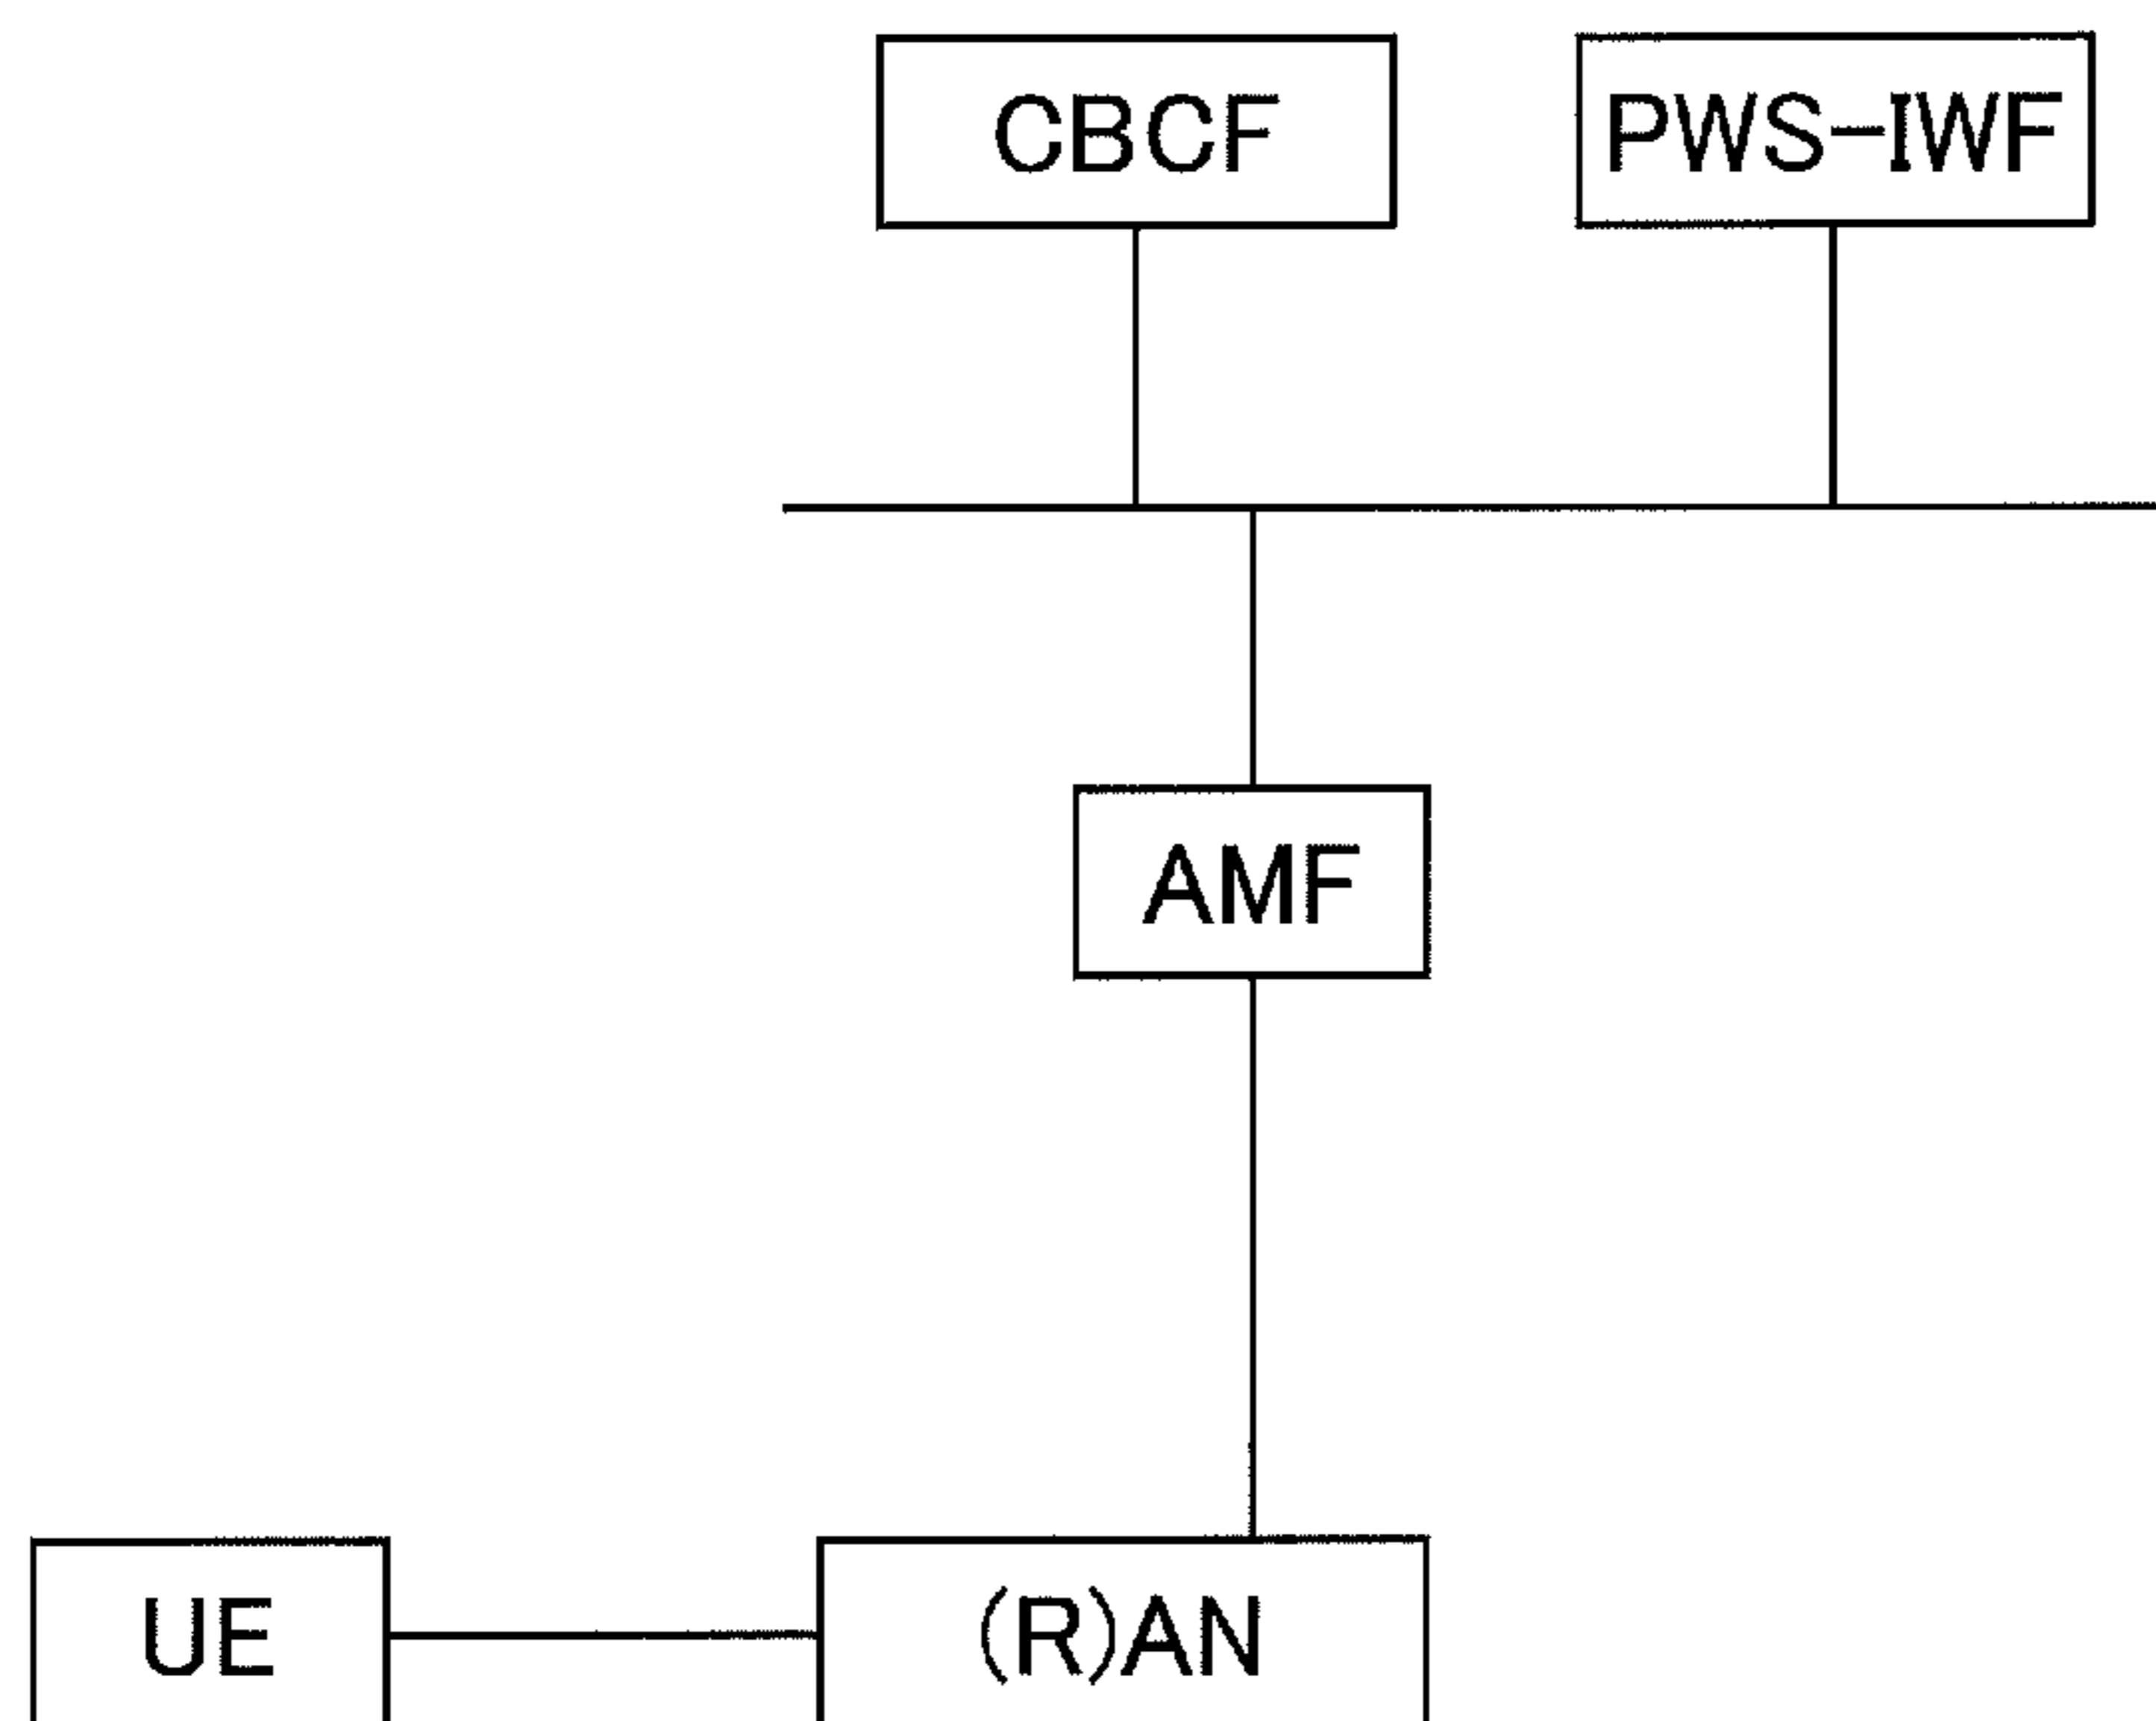 CBCF
PWS-IWF
AMF
UE
(R)AN